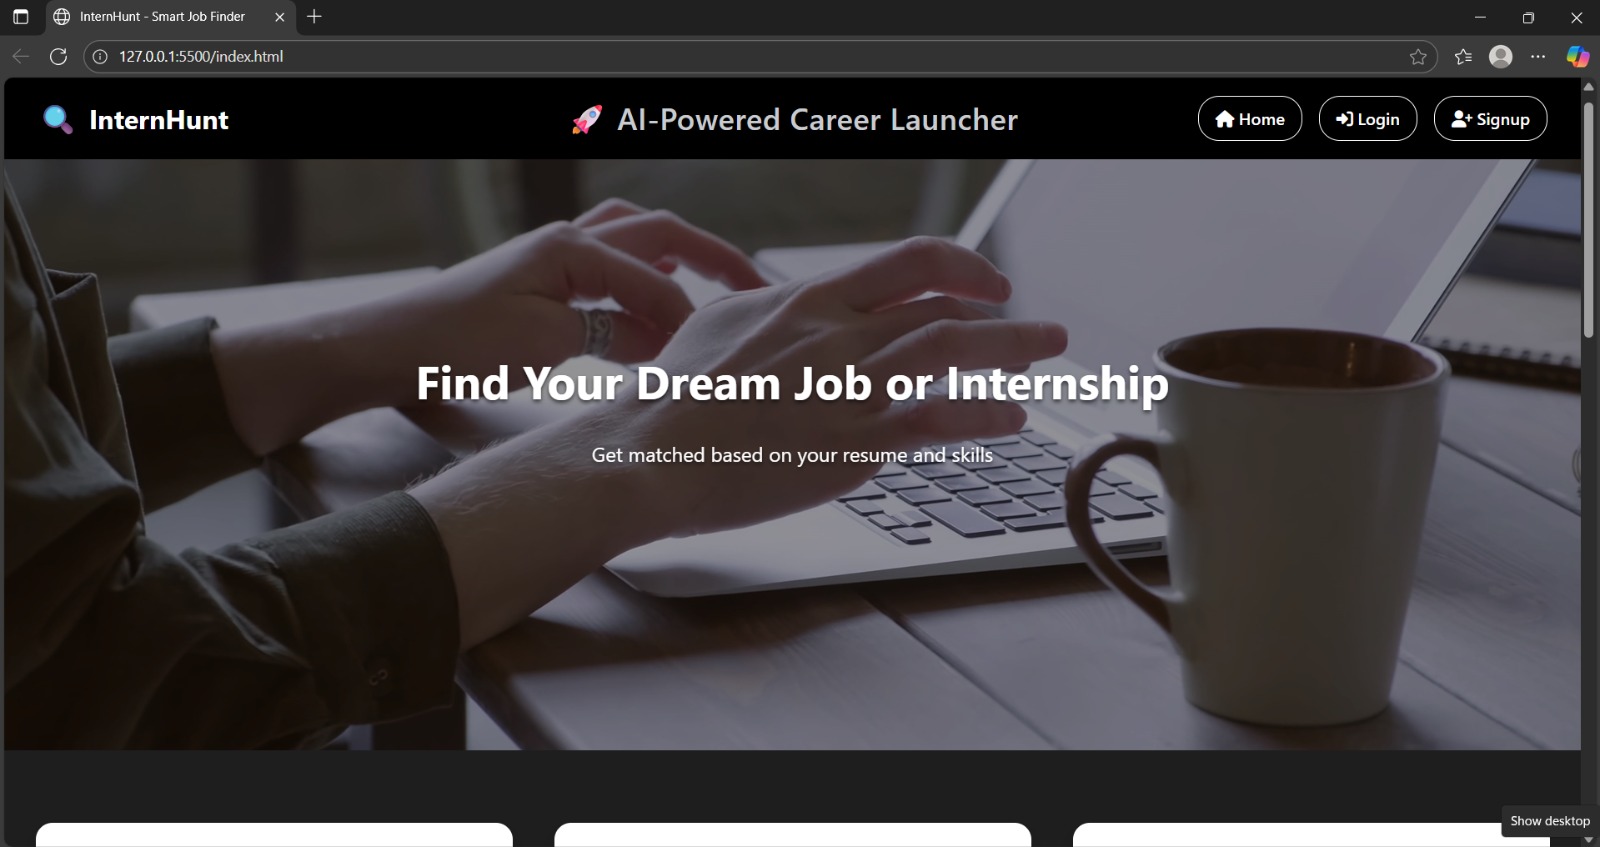 InternHunt - Smart Job Finder
127.0.0.1:5500/index.html
InternHunt
AI-Powered Career Launcher
Home
Login
Signup
Find Your Dream Job or Internship
Get matched based on your resume and skills
Show desktop